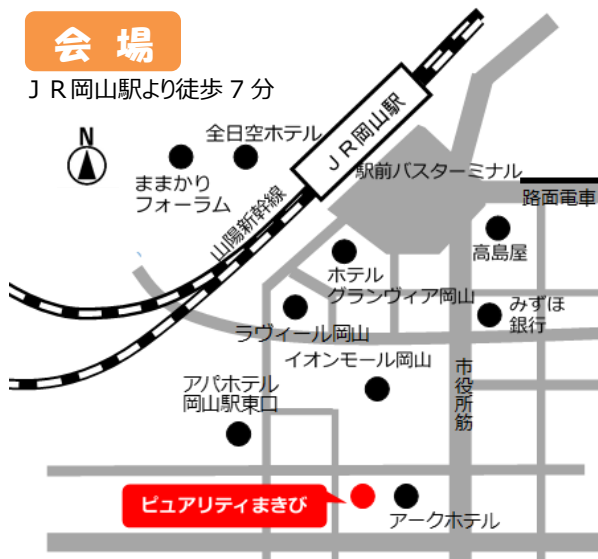 会 場
JR岡山駅より徒歩7分
N
全日空ホテル
ままかり
フォーラム
JR岡山駅
山陽新幹線
駅前バスターミナル
路面電車
高島屋
ホテル
グランヴィア岡山
みずほ
銀行
ラヴィール岡山
イオンモール岡山
市役所筋
アパホテル
岡山駅東口
ピュアリティまきび
アークホテル